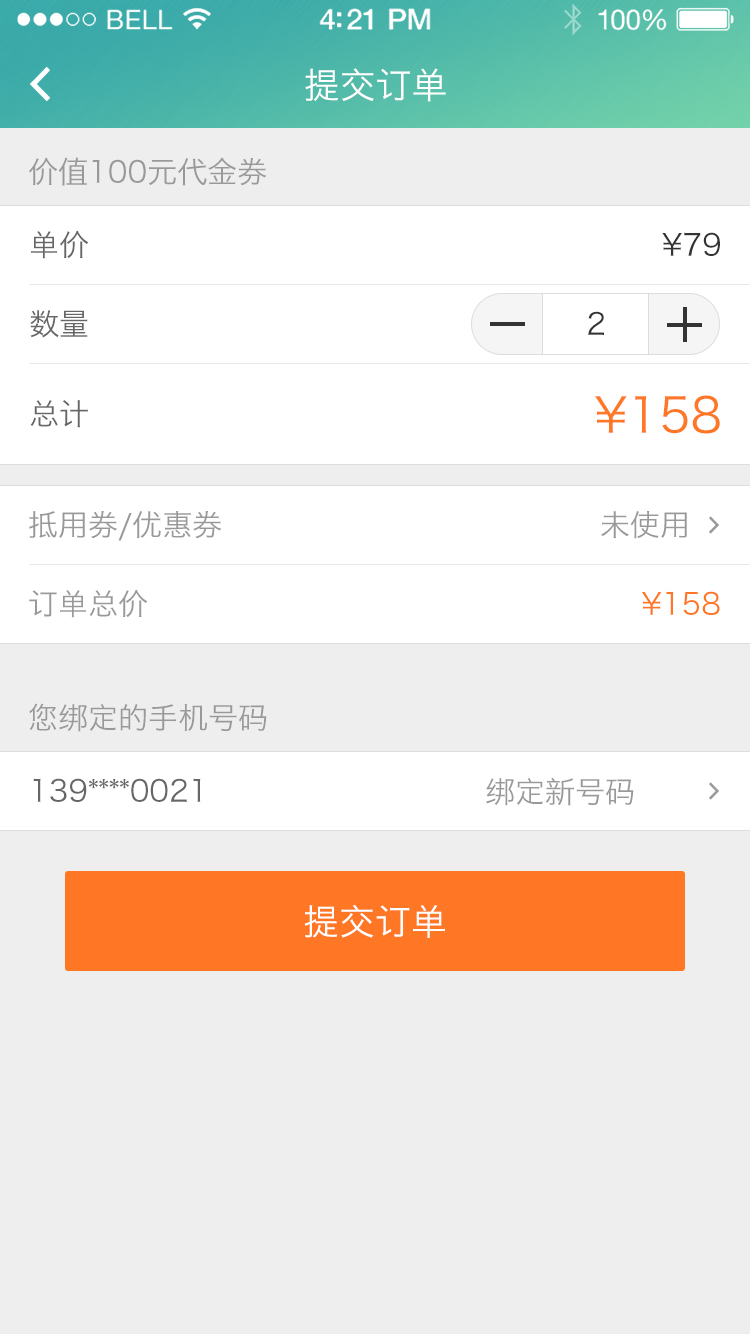 BELL 4:21 PM 100%
提交订单
价值100元代金券
单价 ¥79
数量 2
总计 ¥158
抵用券/优惠券 未使用
订单总价 ¥158
您绑定的手机号码
139****0021 绑定新号码
提交订单